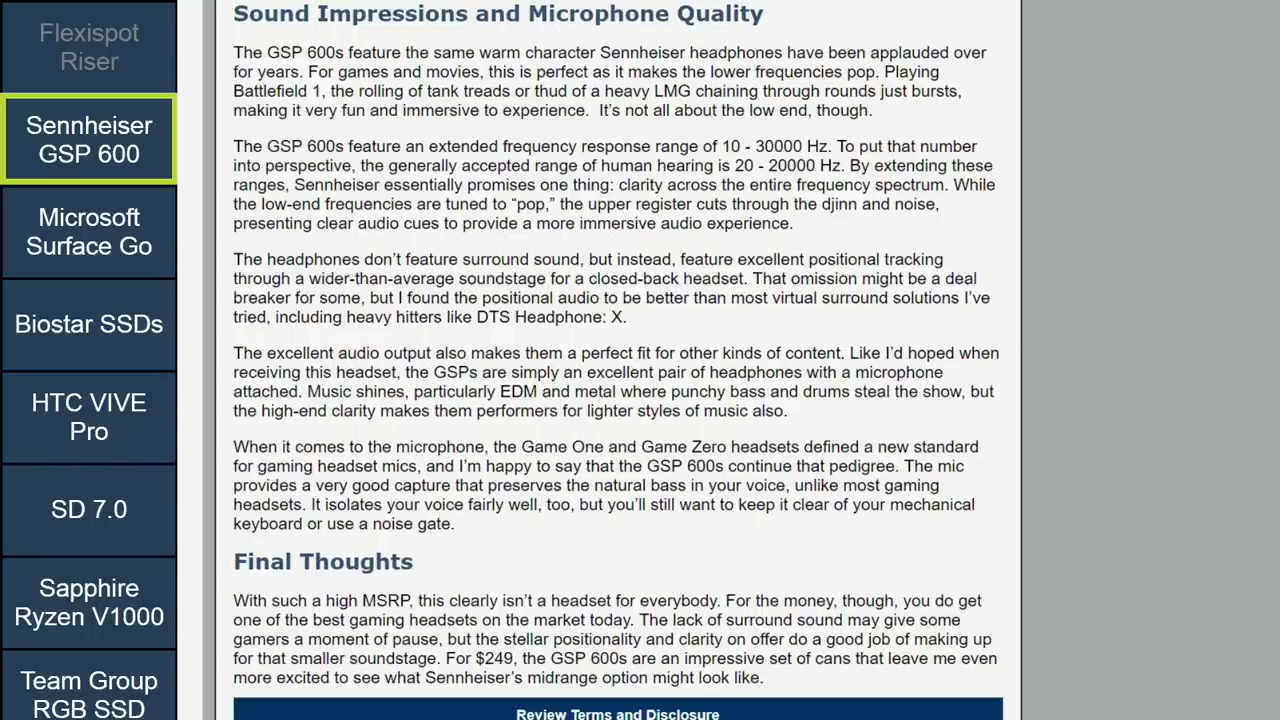 Flexispot
Riser
Sennheiser
GSP 600
Microsoft
Surface Go
Biostar SSDs
HTC VIVE
Pro
SD 7.0
Sapphire
Ryzen V1000
Team Group
RGB SSD
Sound Impressions and Microphone Quality
The GSP 600s feature the same warm character Sennheiser headphones have been applauded over
for years. For games and movies, this is perfect as it makes the lower frequencies pop. Playing
Battlefield 1, the rolling of tank treads or thud of a heavy LMG chaining through rounds just bursts,
making it very fun and immersive to experience.  It's not all about the low end, though.
The GSP 600s feature an extended frequency response range of 10 - 30000 Hz. To put that number
into perspective, the generally accepted range of human hearing is 20 - 20000 Hz. By extending these
ranges, Sennheiser essentially promises one thing: clarity across the entire frequency spectrum. While
the low-end frequencies are tuned to “pop,” the upper register cuts through the djinn and noise,
presenting clear audio cues to provide a more immersive audio experience.
The headphones don’t feature surround sound, but instead, feature excellent positional tracking
through a wider-than-average soundstage for a closed-back headset. That omission might be a deal
breaker for some, but I found the positional audio to be better than most virtual surround solutions I’ve
tried, including heavy hitters like DTS Headphone: X.
The excellent audio output also makes them a perfect fit for other kinds of content. Like I’d hoped when
receiving this headset, the GSPs are simply an excellent pair of headphones with a microphone
attached. Music shines, particularly EDM and metal where punchy bass and drums steal the show, but
the high-end clarity makes them performers for lighter styles of music also.
When it comes to the microphone, the Game One and Game Zero headsets defined a new standard
for gaming headset mics, and I’m happy to say that the GSP 600s continue that pedigree. The mic
provides a very good capture that preserves the natural bass in your voice, unlike most gaming
headsets. It isolates your voice fairly well, too, but you’ll still want to keep it clear of your mechanical
keyboard or use a noise gate.
Final Thoughts
With such a high MSRP, this clearly isn’t a headset for everybody. For the money, though, you do get
one of the best gaming headsets on the market today. The lack of surround sound may give some
gamers a moment of pause, but the stellar positionality and clarity on offer do a good job of making up
for that smaller soundstage. For $249, the GSP 600s are an impressive set of cans that leave me even
more excited to see what Sennheiser’s midrange option might look like.
Review Terms and Disclosure